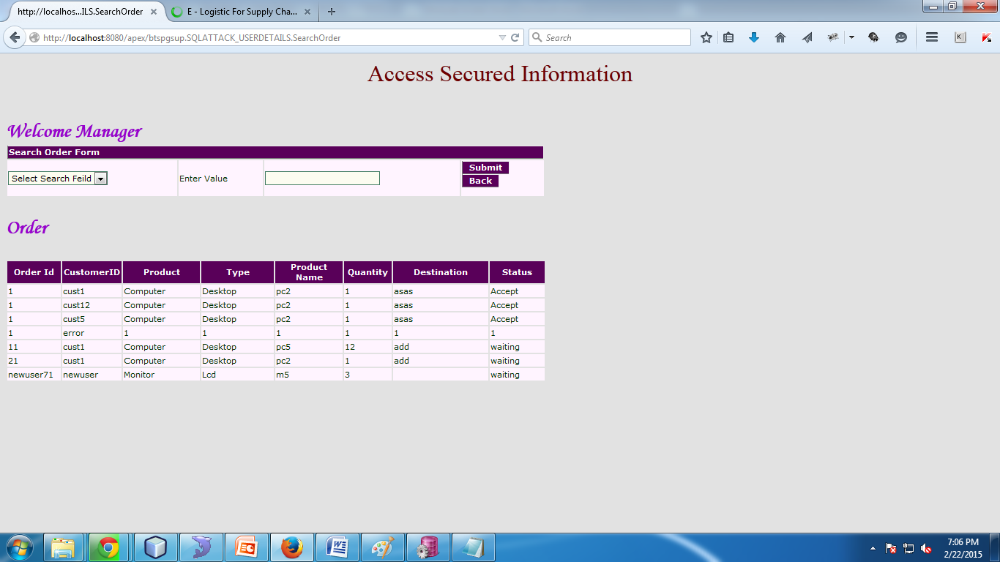 http://localhos...ILS.SearchOrder
E - Logistic For Supply Cha...
http://localhost:8080/apex/btspgsup.SQLATTACK_USERDETAILS.SearchOrder
Search
K
Access Secured Information
Welcome Manager
Search Order Form
Select Search Feild Enter Value Submit
Back
Order
Order Id CustomerID Product Type Product Name Quantity Destination Status
1 cust1 Computer Desktop pc2 1 asas Accept
1 cust12 Computer Desktop pc2 1 asas Accept
1 cust5 Computer Desktop pc2 1 asas Accept
1 error 1 1 1 1 1 1
11 cust1 Computer Desktop pc5 12 add waiting
21 cust1 Computer Desktop pc2 1 add waiting
newuser71 newuser Monitor Lcd m5 3 waiting
7:06 PM
2/22/2015